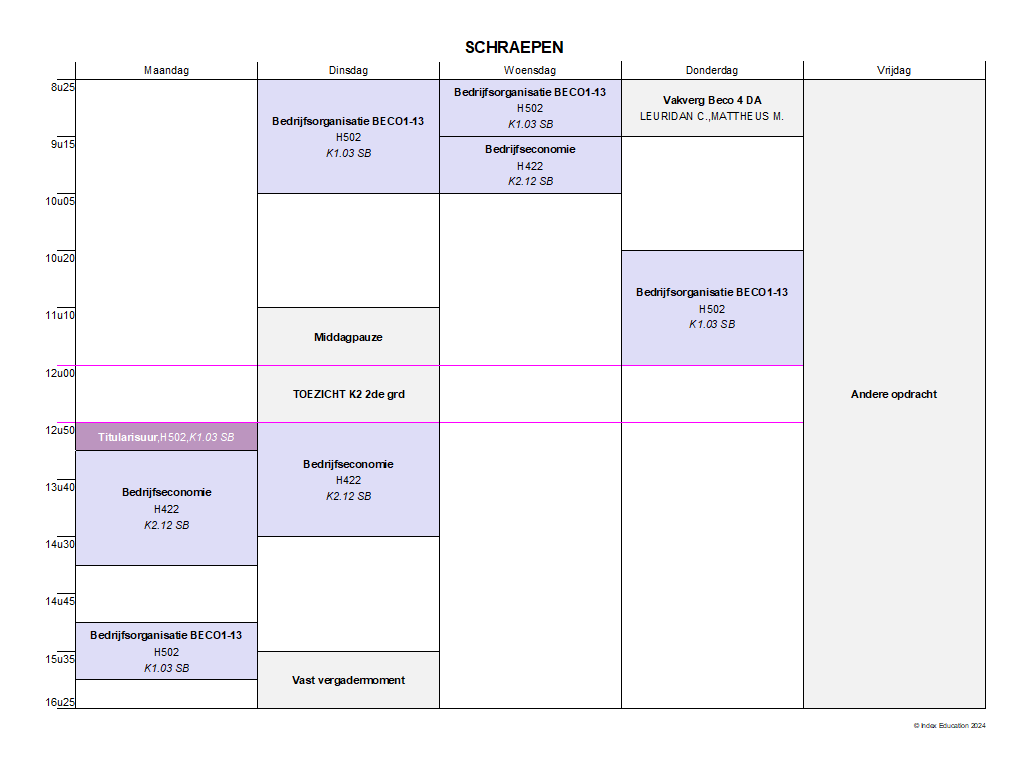 SCHRAEPEN
Maandag
Dinsdag
Woensdag
Donderdag
Vrijdag
8u25
9u15
10u05
10u20
11u10
12u00
12u50
13u40
14u30
14u45
15u35
16u25
Titularisuur,H502,K1.03 SB
Bedrijfseconomie
H422
K2.12 SB
Bedrijfsorganisatie BECO1-13
H502
K1.03 SB
Bedrijfsorganisatie BECO1-13
H502
K1.03 SB
Middagpauze
TOEZICHT K2 2de grd
Bedrijfseconomie
H422
K2.12 SB
Vast vergadermoment
Bedrijfsorganisatie BECO1-13
H502
K1.03 SB
Bedrijfseconomie
H422
K2.12 SB
Vakverg Beco 4 DA
LEURIDAN C.,MATTHEUS M.
Bedrijfsorganisatie BECO1-13
H502
K1.03 SB
Andere opdracht
© Index Education 2024